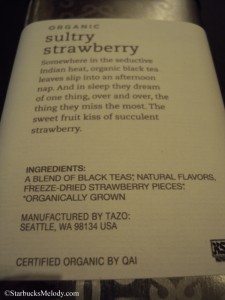 ORGANIC
sultry
strawberry
Somewhere in the seductive
Indian heat, organic black tea
leaves slip into an afternoon
nap. And in sleep they dream
of one thing, over and over, the
thing they miss the most. The
sweet fruit kiss of succulent
strawberry.
INGREDIENTS:
A BLEND OF BLACK TEAS*, NATURAL FLAVORS,
FREEZE-DRIED STRAWBERRY PIECES*.
*ORGANICALLY GROWN
MANUFACTURED BY TAZO:
SEATTLE, WA 98134 USA
CERTIFIED ORGANIC BY QAI
©StarbucksMelody.com